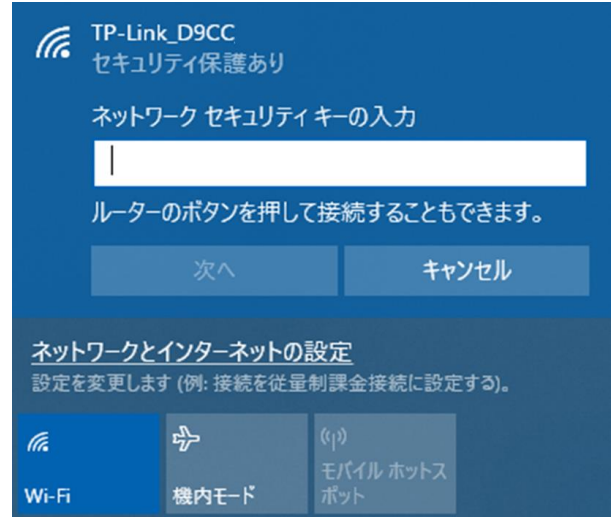 TP-Link_D9CC
セキュリティ保護あり
ネットワーク セキュリティ キーの入力
ルーターのボタンを押して接続することもできます。
次へ
キャンセル
ネットワークとインターネットの設定
設定を変更します (例: 接続を従量制課金接続に設定する)。
Wi-Fi
機内モード
モバイル ホットス
ポット